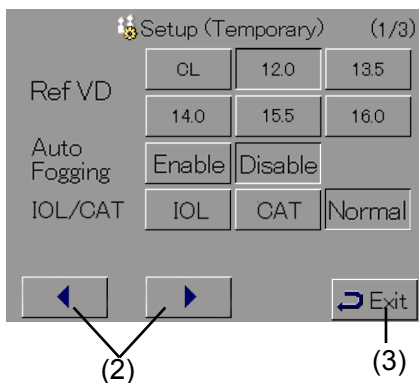 Setup (Temporary) (1/3)
Ref VD
CL 12.0 13.5
14.0 15.5 16.0
Auto
Fogging
Enable Disable
IOL/CAT IOL CAT Normal
Exit
(2) (3)